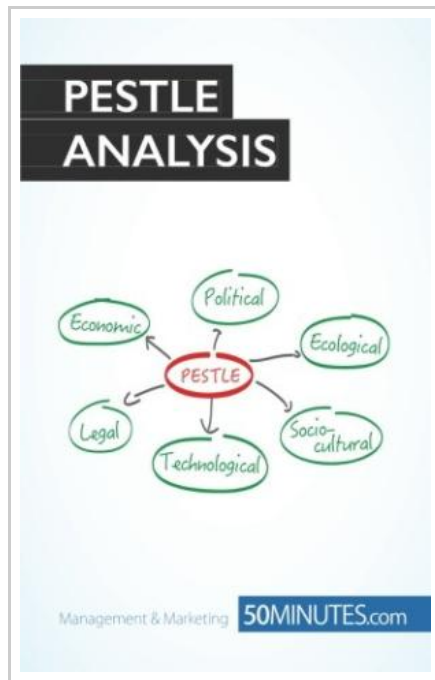 PESTLE
ANALYSIS
Political
Economic
Ecological
PESTLE
Legal
Socio-
cultural
Technological
Management & Marketing
50MINUTES.com